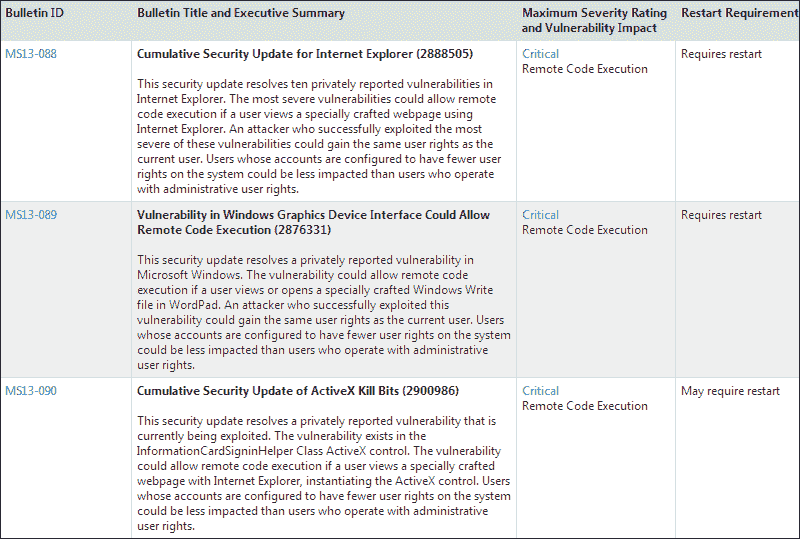 Bulletin ID
Bulletin Title and Executive Summary
Maximum Severity Rating
and Vulnerability Impact
Restart Requirement
MS13-088
Cumulative Security Update for Internet Explorer (2888505)
This security update resolves ten privately reported vulnerabilities in
Internet Explorer. The most severe vulnerabilities could allow remote
code execution if a user views a specially crafted webpage using
Internet Explorer. An attacker who successfully exploited the most
severe of these vulnerabilities could gain the same user rights as the
current user. Users whose accounts are configured to have fewer user
rights on the system could be less impacted than users who operate
with administrative user rights.
Critical
Remote Code Execution
Requires restart
MS13-089
Vulnerability in Windows Graphics Device Interface Could Allow
Remote Code Execution (2876331)
This security update resolves a privately reported vulnerability in
Microsoft Windows. The vulnerability could allow remote code
execution if a user views or opens a specially crafted Windows Write
file in WordPad. An attacker who successfully exploited this
vulnerability could gain the same user rights as the current user. Users
whose accounts are configured to have fewer user rights on the system
could be less impacted than users who operate with administrative
user rights.
Critical
Remote Code Execution
Requires restart
MS13-090
Cumulative Security Update of ActiveX Kill Bits (2900986)
This security update resolves a privately reported vulnerability that is
currently being exploited. The vulnerability exists in the
InformationCardSigninHelper Class ActiveX control. The vulnerability
could allow remote code execution if a user views a specially crafted
webpage with Internet Explorer, instantiating the ActiveX control. Users
whose accounts are configured to have fewer user rights on the system
could be less impacted than users who operate with administrative
user rights.
Critical
Remote Code Execution
May require restart